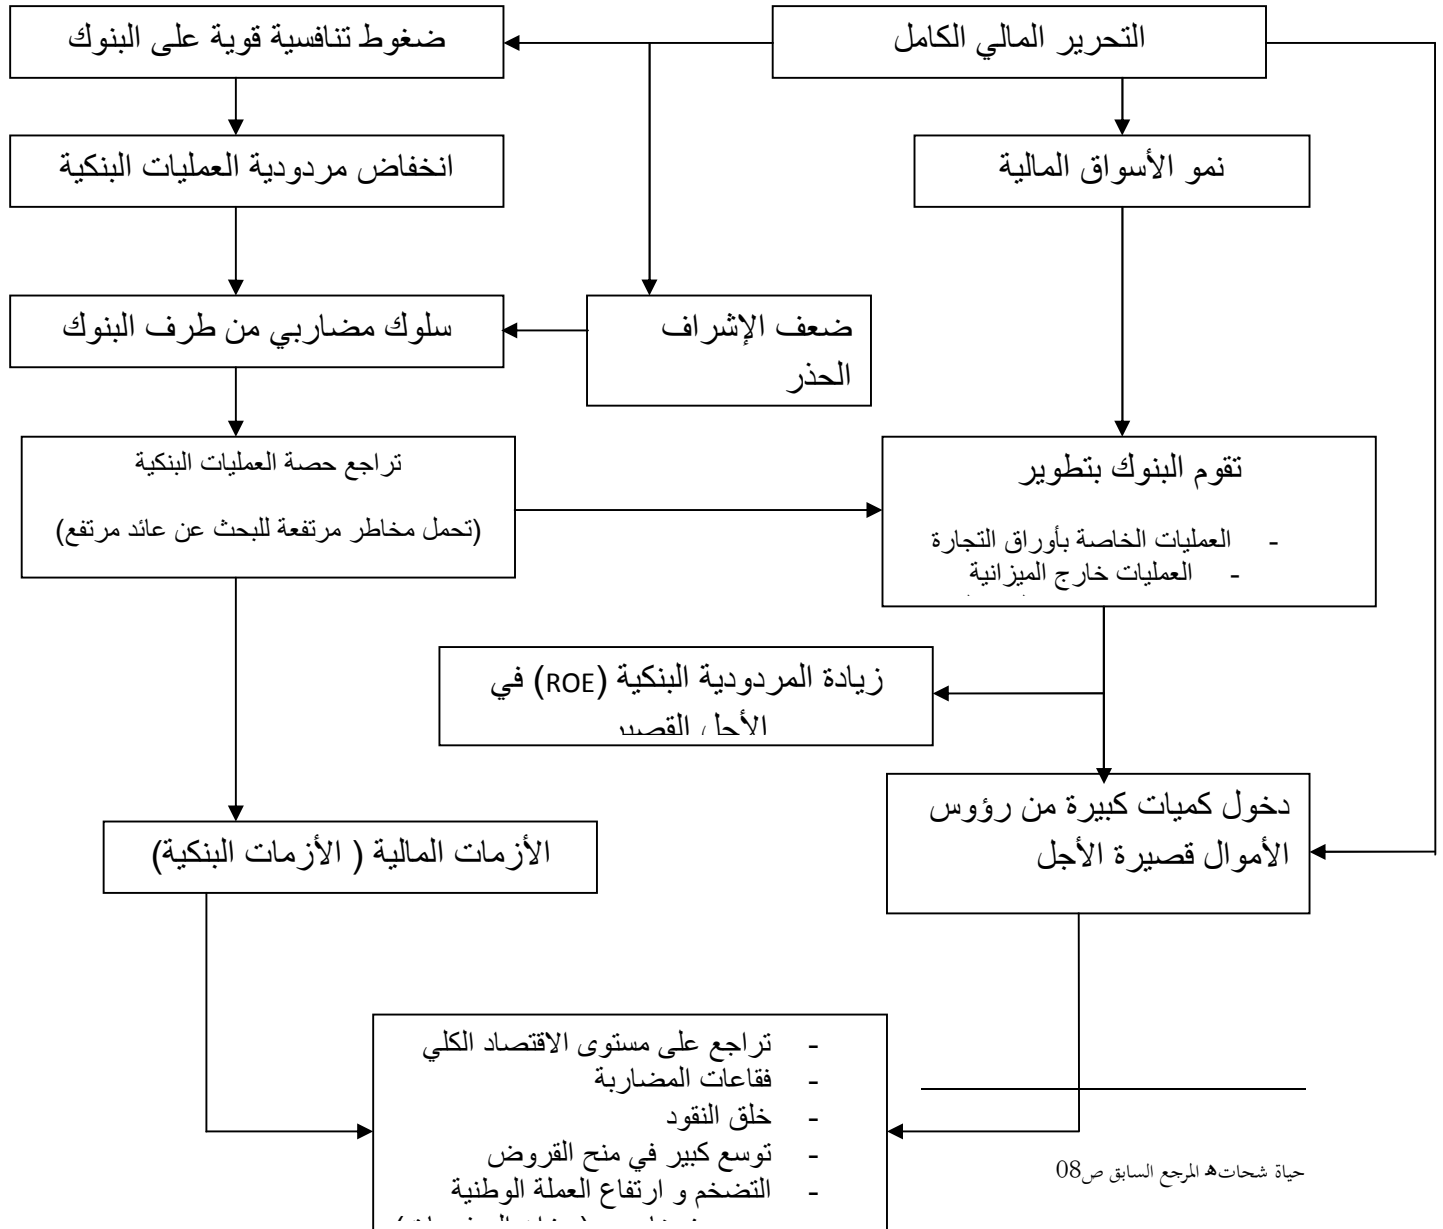 التحرير المالي الكامل
ضغوط تنافسية قوية على البنوك
نمو الأسواق المالية
انخفاض مردودية العمليات البنكية
ضعف الإشراف
الحذر
سلوك مضاربي من طرف البنوك
تقوم البنوك بتطوير
- العمليات الخاصة بأوراق التجارة
- العمليات خارج الميزانية
تراجع حصة العمليات البنكية
(تحمل مخاطر مرتفعة للبحث عن عائد مرتفع)
زيادة المردودية البنكية (ROE) في
الأجل القصير
دخول كميات كبيرة من رؤوس
الأموال قصيرة الأجل
الأزمات المالية ( الأزمات البنكية)
- تراجع على مستوى الاقتصاد الكلي
- فقاعات المضاربة
- خلق النقود
- توسع كبير في منح القروض
- التضخم و ارتفاع العملة الوطنية
حياة شحاته المرجع السابق ص08